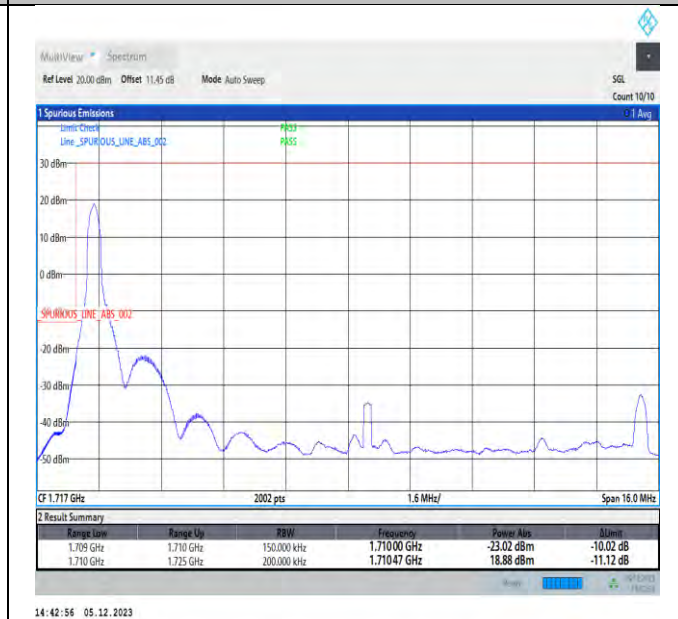 MultiView Spectrum
Ref Level 20.00 dBm Offset 11.45 dB Mode Auto Sweep SGL
Count 10/10
1 Spurious Emissions 1 Avg
Limit Check PASS
Line _SPURIOUS_LINE_ABS_002 PASS
30 dBm
20 dBm
10 dBm
0 dBm
SPURIOUS_LINE_ABS_002
-20 dBm
-30 dBm
-40 dBm
-50 dBm
CF 1.717 GHz 2002 pts 1.6 MHz/ Span 16.0 MHz
2 Result Summary
Range Low Range Up RBW Frequency Power Abs ΔLimit
1.709 GHz 1.710 GHz 150.000 kHz 1.71000 GHz -23.02 dBm -10.02 dB
1.710 GHz 1.725 GHz 200.000 kHz 1.71047 GHz 18.88 dBm -11.12 dB
14:42:56 05.12.2023